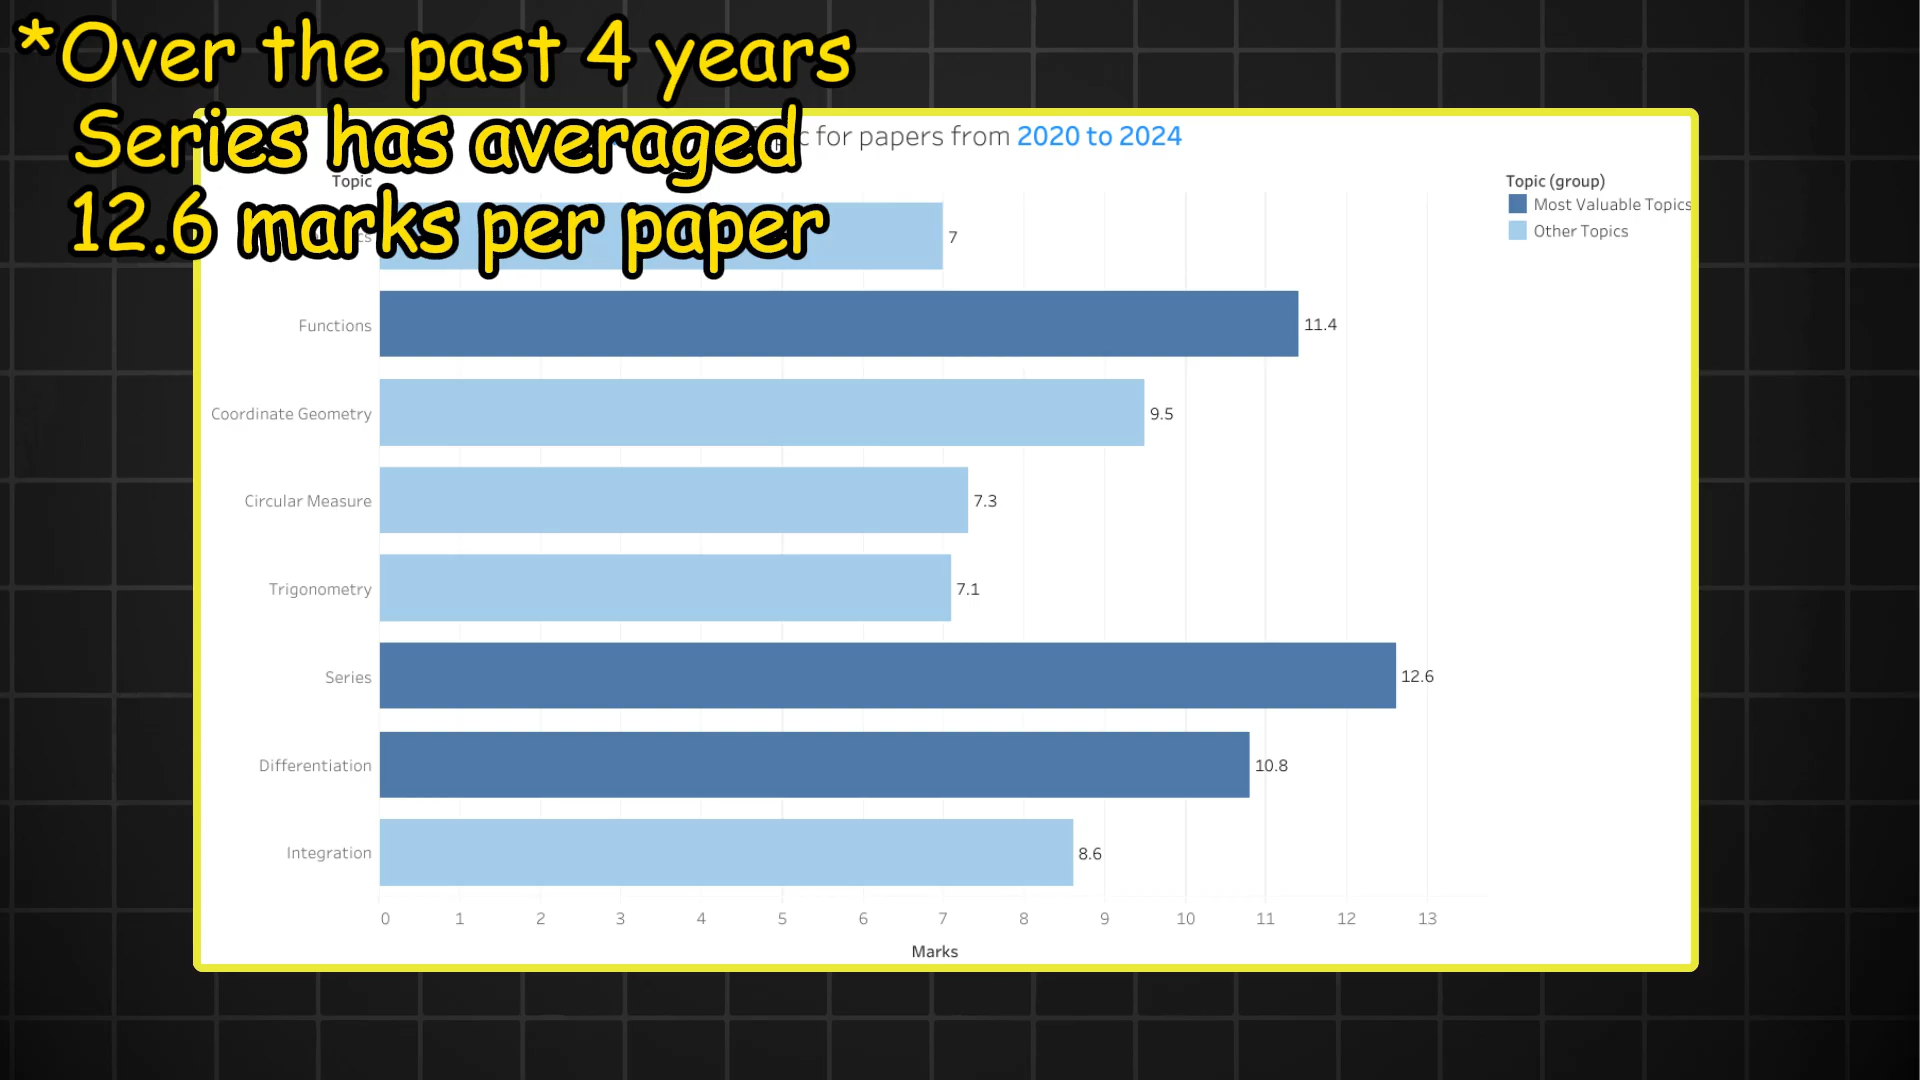 *Over the past 4 years
Series has averaged
12.6 marks per paper
for papers from 2020 to 2024
Topic
7
Functions
11.4
Coordinate Geometry
9.5
Circular Measure
7.3
Trigonometry
7.1
Series
12.6
Differentiation
10.8
Integration
8.6
0 1 2 3 4 5 6 7 8 9 10 11 12 13
Marks
Topic (group)
Most Valuable Topics
Other Topics